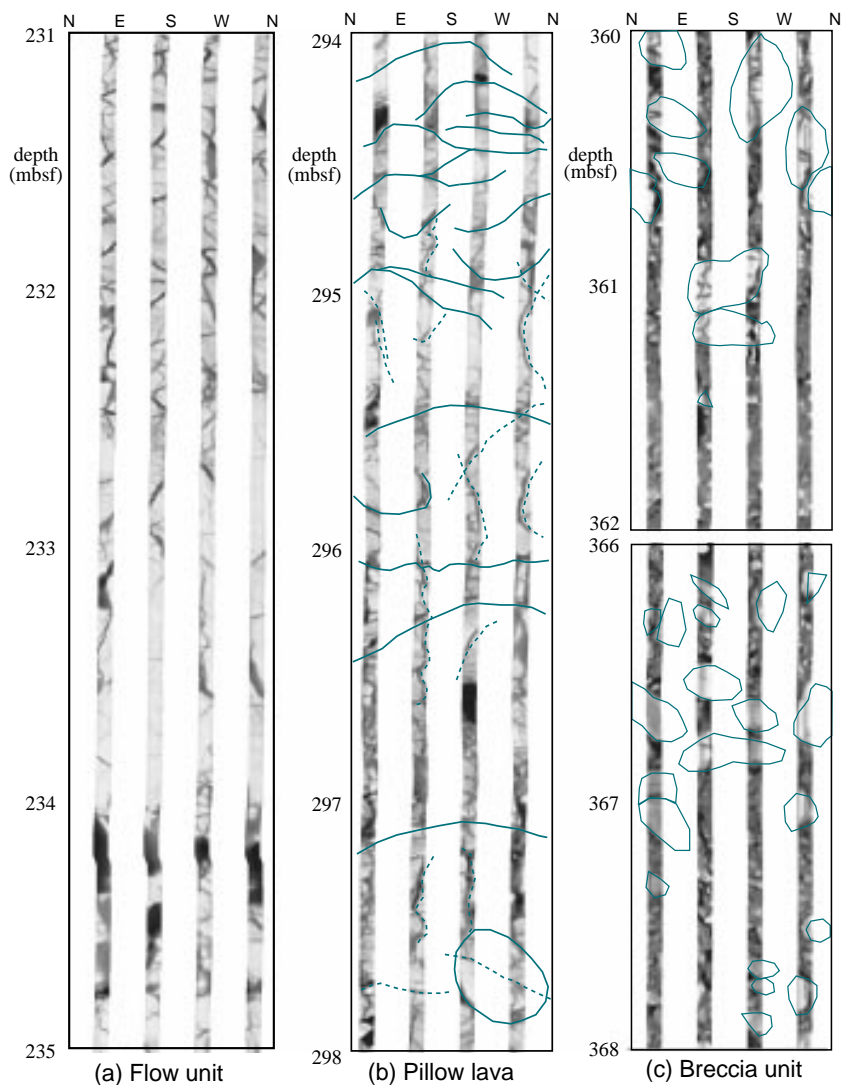 N E S W N
231
depth
(mbsf)
232
233
234
235
(a) Flow unit
N E S W N
294
depth
(mbsf)
295
296
297
298
(b) Pillow lava
N E S W N
360
depth
(mbsf)
361
362
366
367
368
(c) Breccia unit